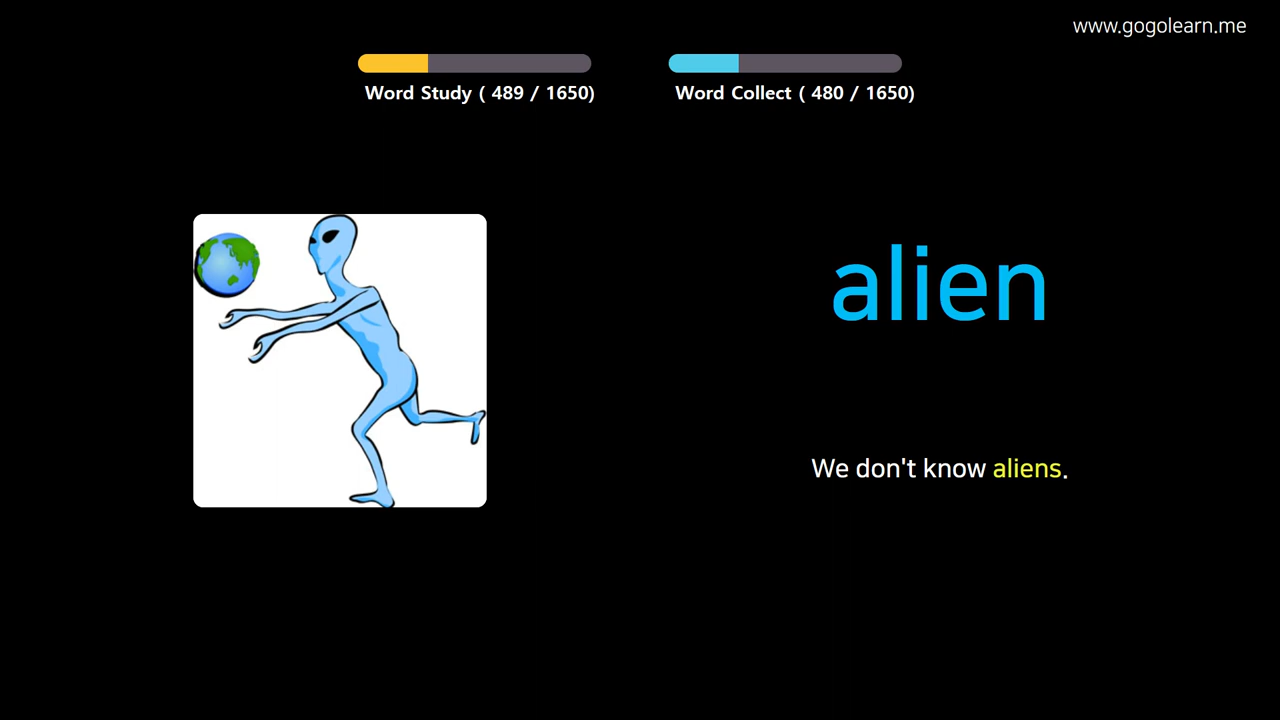 www.gogolearn.me
Word Study ( 489 / 1650)
Word Collect ( 480 / 1650)
alien
We don't know aliens.